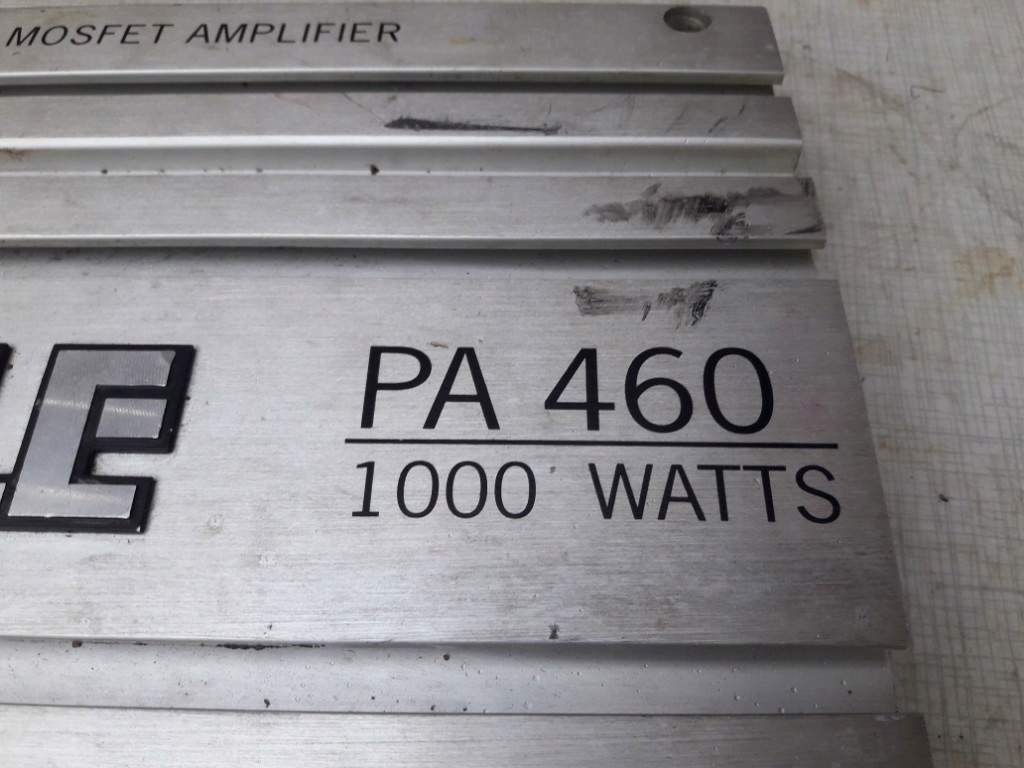 MOSFET AMPLIFIER
E
PA 460
1000 WATTS